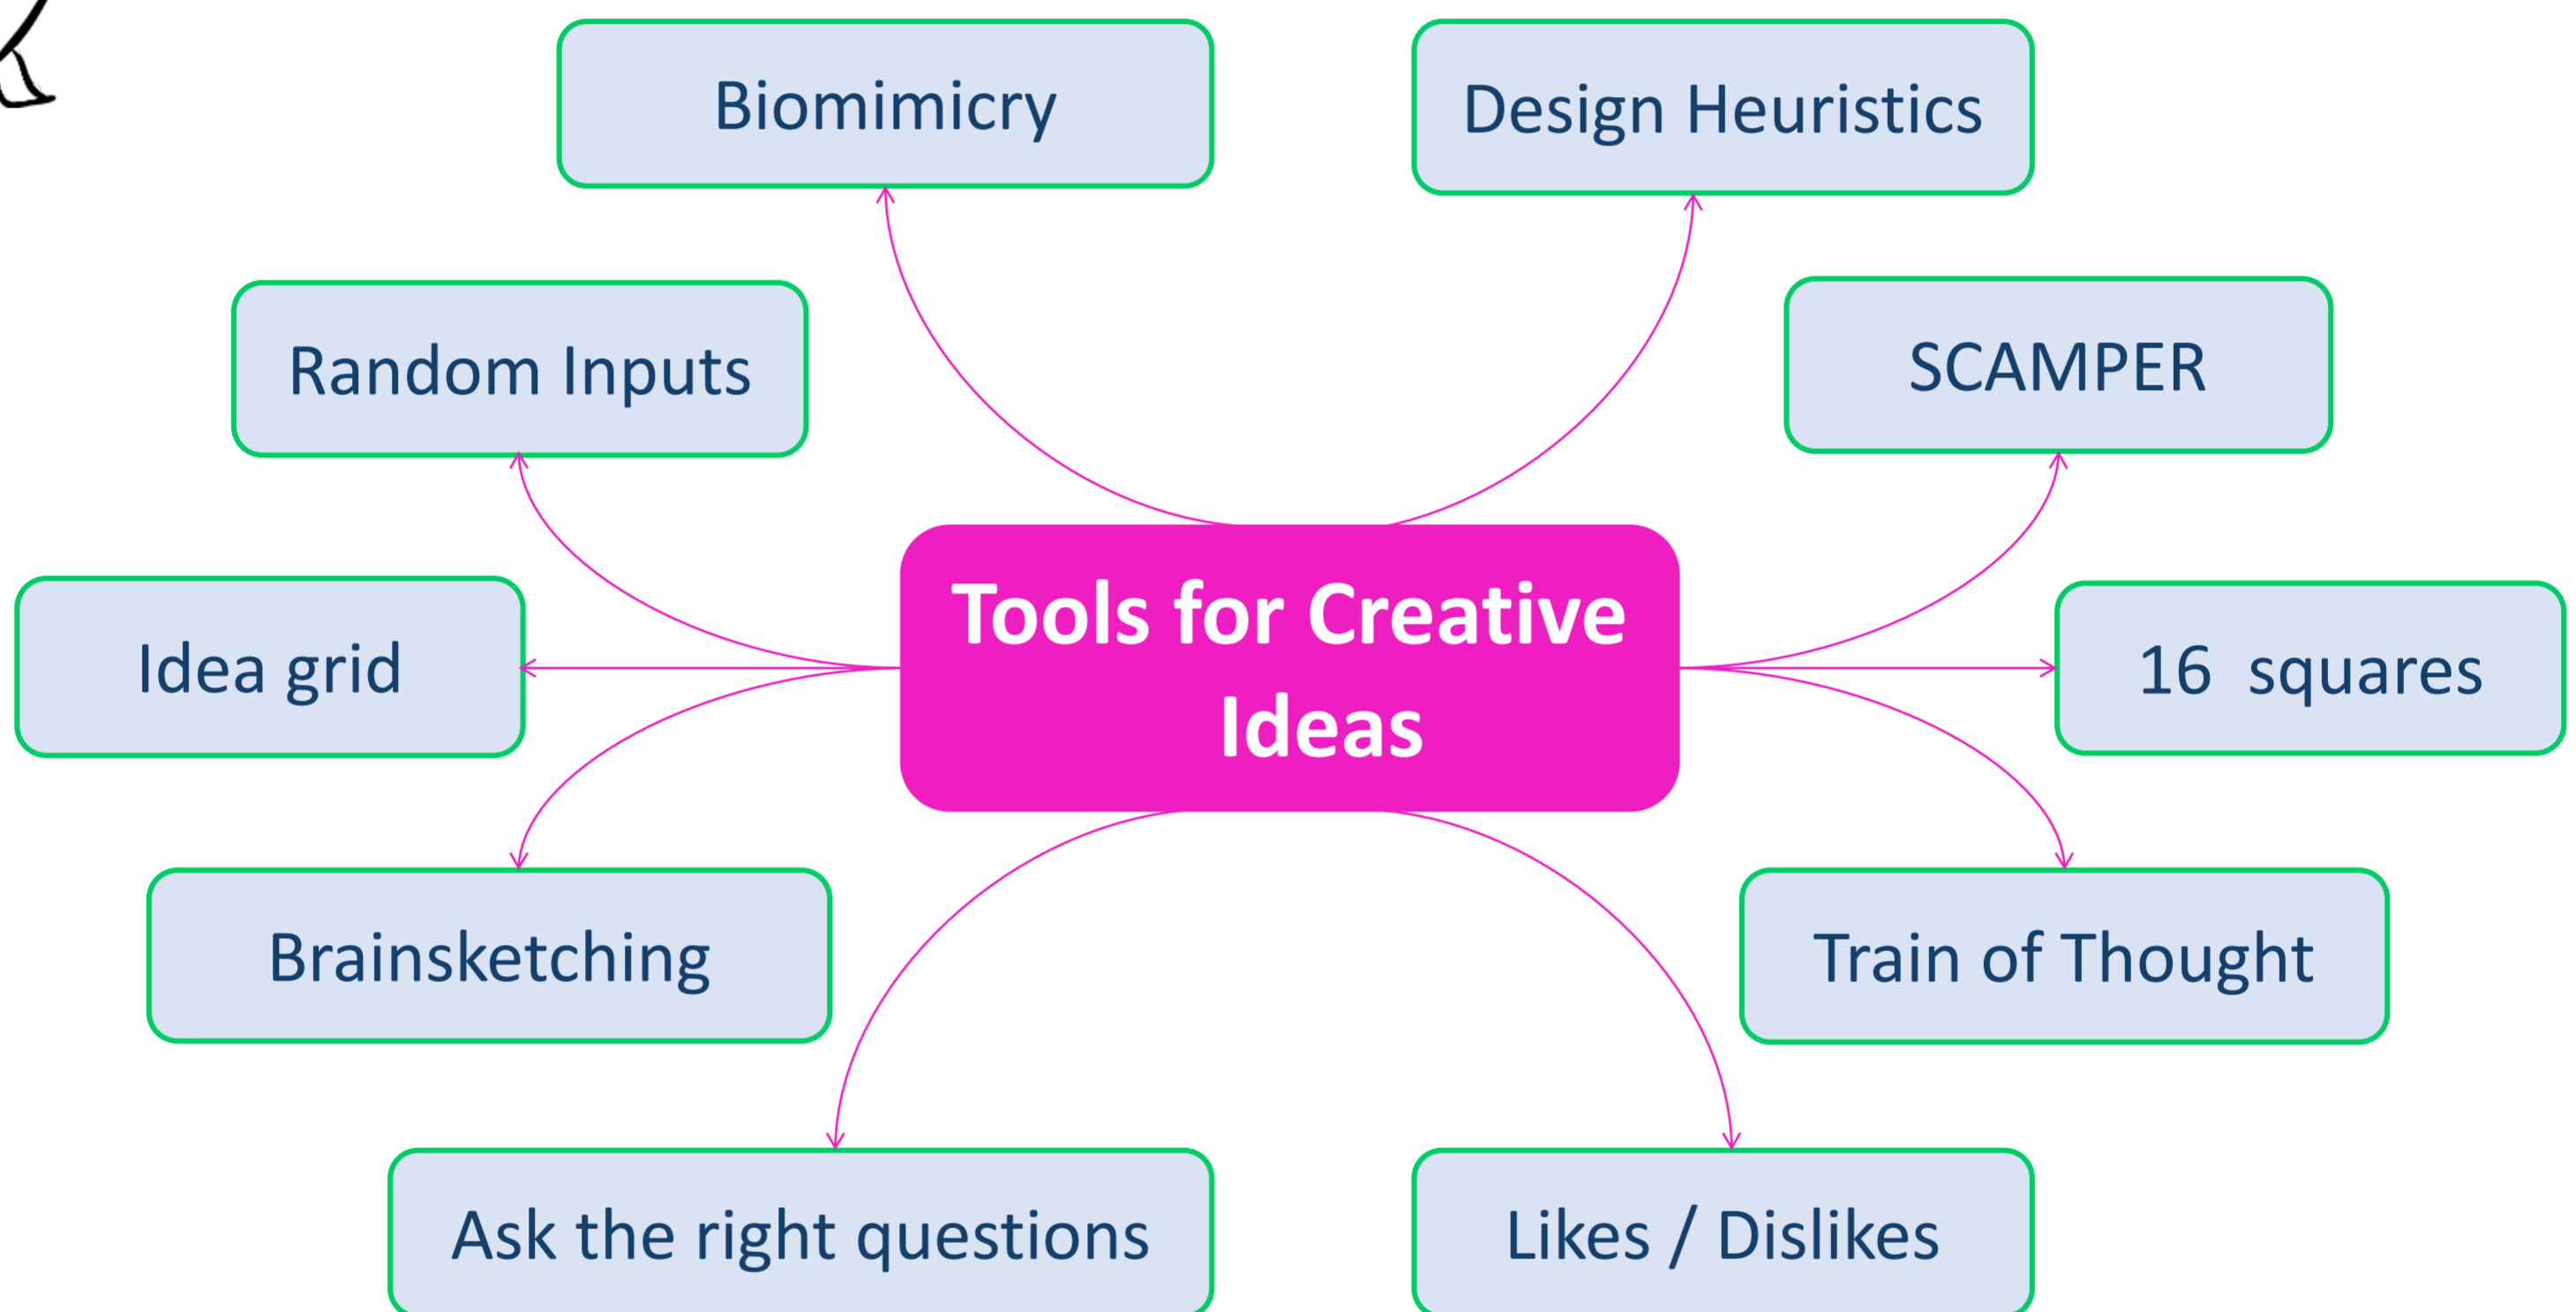 Biomimicry
Design Heuristics
Random Inputs
SCAMPER
Tools for Creative
Ideas
Idea grid
16 squares
Brainsketching
Train of Thought
Ask the right questions
Likes / Dislikes